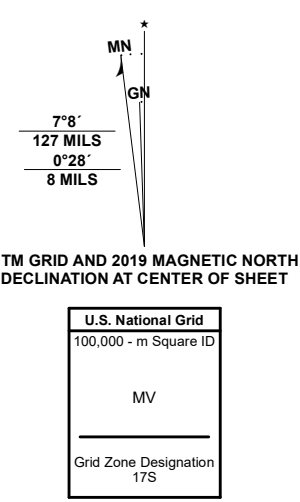 MN
GN
7°8´
127 MILS
0°28´
8 MILS
TM GRID AND 2019 MAGNETIC NORTH
DECLINATION AT CENTER OF SHEET
U.S. National Grid
100,000 - m Square ID
MV
Grid Zone Designation
17S